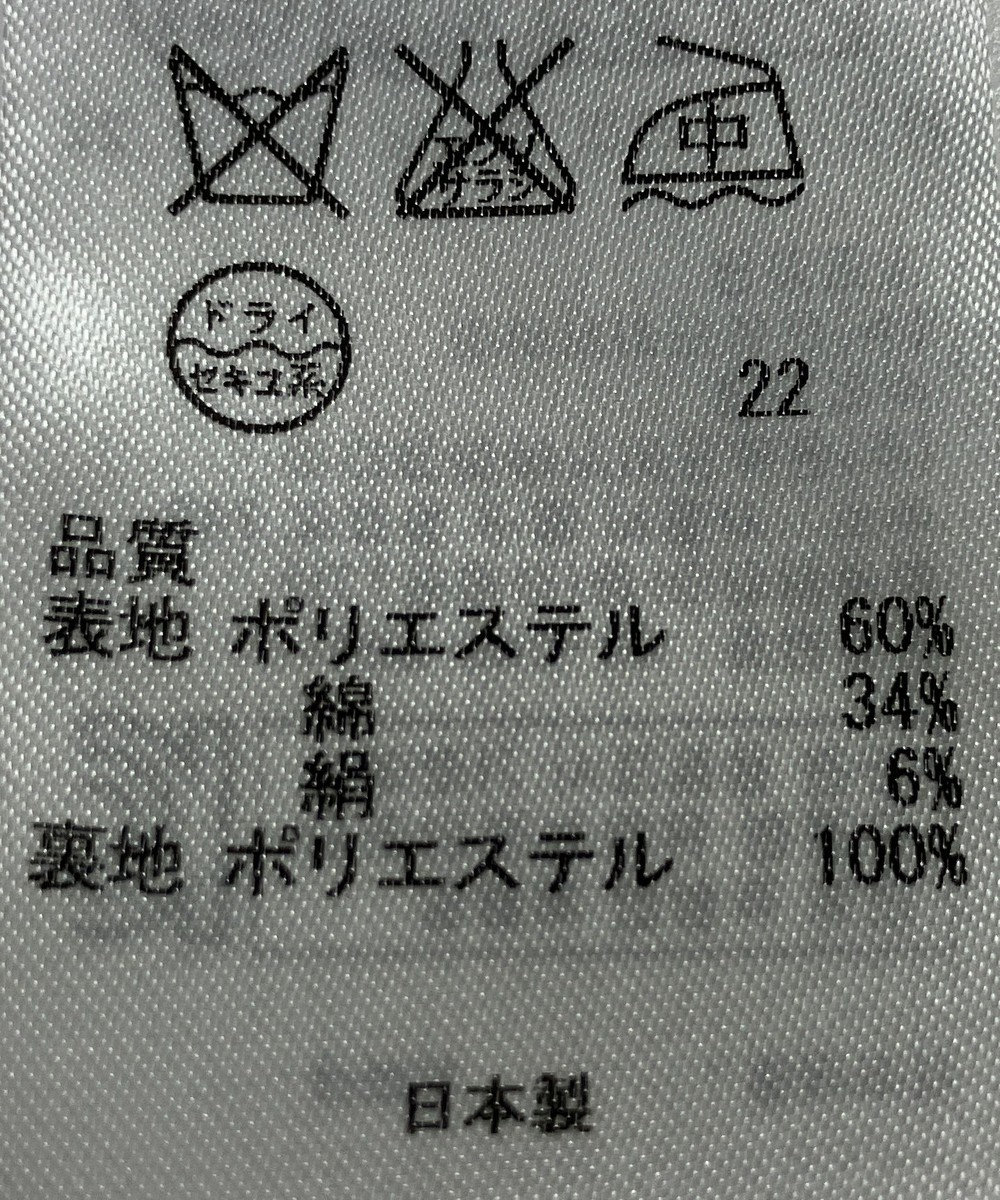 エンソ サラシ 中
ドライ
セキユ系
22
品質
表地 ポリエステル 60%
綿 34%
絹 6%
裏地 ポリエステル 100%
日本製